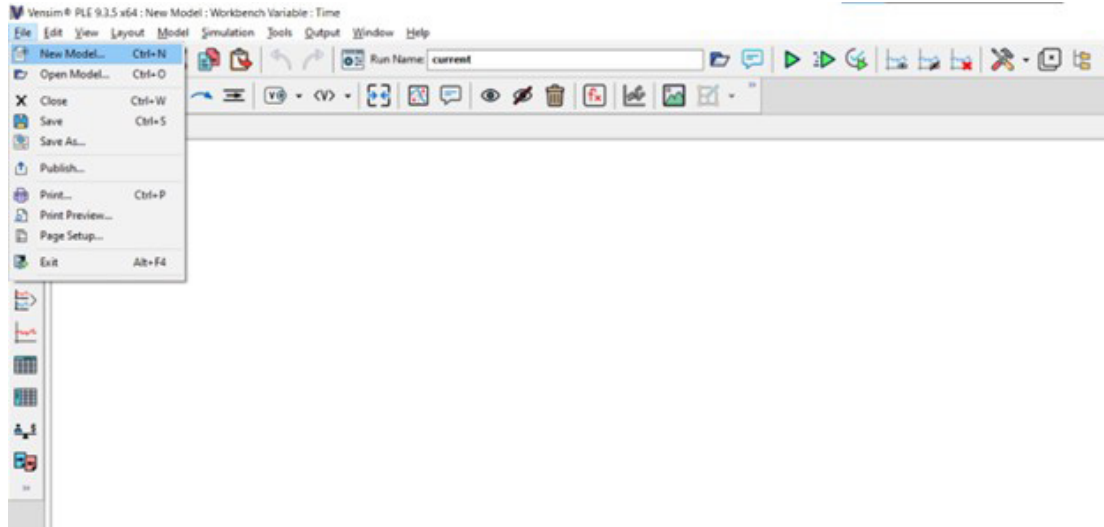 Vensim® PLE 9.3.5 x64 : New Model : Workbench Variable : Time
File Edit View Layout Model Simulation Tools Output Window Help
New Model... Ctrl+N
Run Name: current
Open Model... Ctrl+O
Close Ctrl+W
Save Ctrl+S
Save As...
Publish...
Print... Ctrl+P
Print Preview...
Page Setup...
Exit Alt+F4